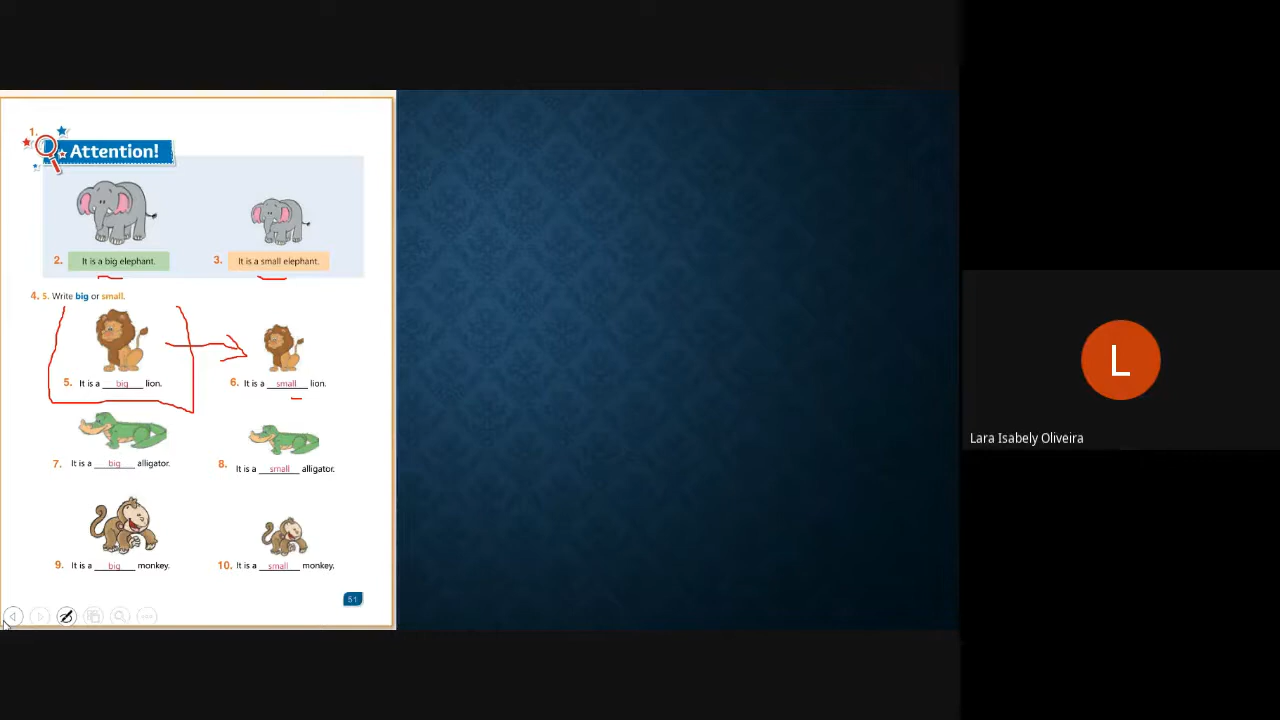 1.
Attention!
2. It is a big elephant.
3. It is a small elephant.
4. 5. Write big or small.
5. It is a big lion.
6. It is a small lion.
7. It is a big alligator.
8. It is a small alligator.
9. It is a big monkey.
10. It is a small monkey.
51
L
Lara Isabely Oliveira